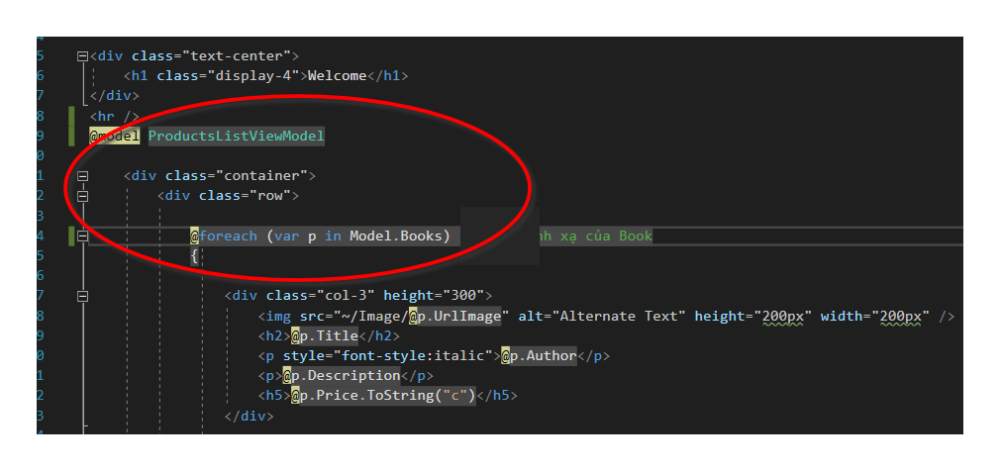 5 <div class="text-center">
6 <h1 class="display-4">Welcome</h1>
7 </div>
8 <hr />
9 @model ProductsListViewModel
0
1 <div class="container">
2 <div class="row">
3
4 @foreach (var p in Model.Books) của Book
5 {
6
7 <div class="col-3" height="300">
8 <img src="~/Image/@p.UrlImage" alt="Alternate Text" height="200px" width="200px" />
9 <h2>@p.Title</h2>
0 <p style="font-style:italic">@p.Author</p>
1 <p>@p.Description</p>
2 <h5>@p.Price.ToString("c")</h5>
3 </div>